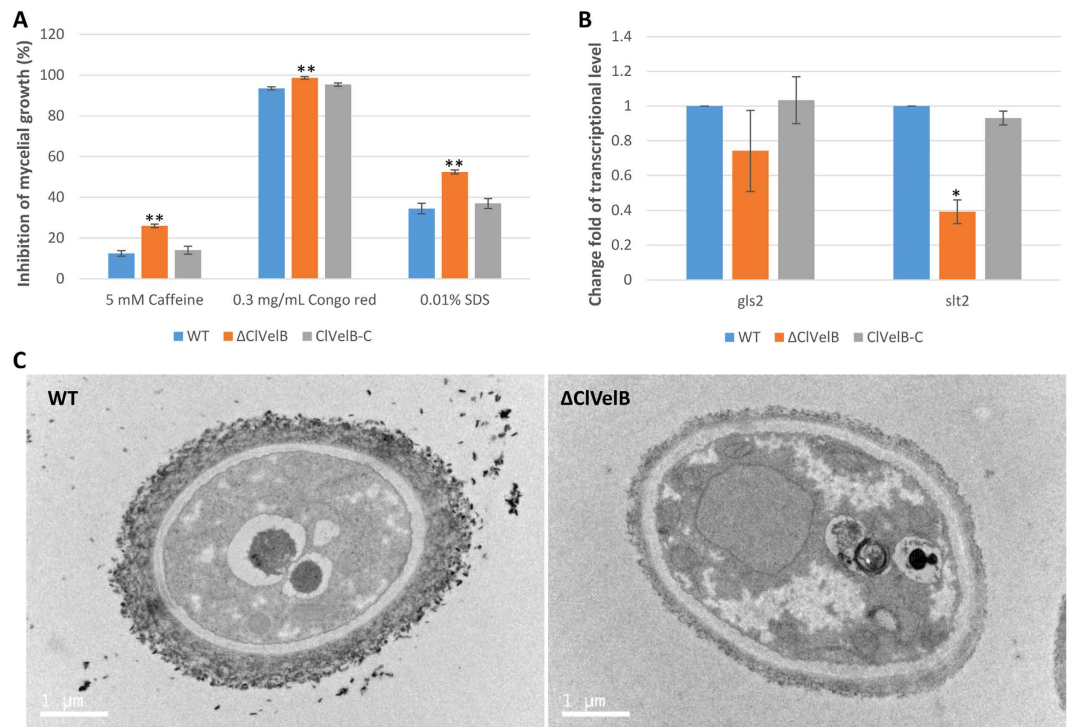 A
Inhibition of mycelial growth (%)
120
100
80
60
40
20
0
**
**
**
5 mM Caffeine 0.3 mg/mL Congo red 0.01% SDS
WT ΔClVelB ClVelB-C
B
Change fold of transcriptional level
1.4
1.2
1
0.8
0.6
0.4
0.2
0
*
gls2 slt2
WT ΔClVelB ClVelB-C
C
WT
1 µm
ΔClVelB
1 µm